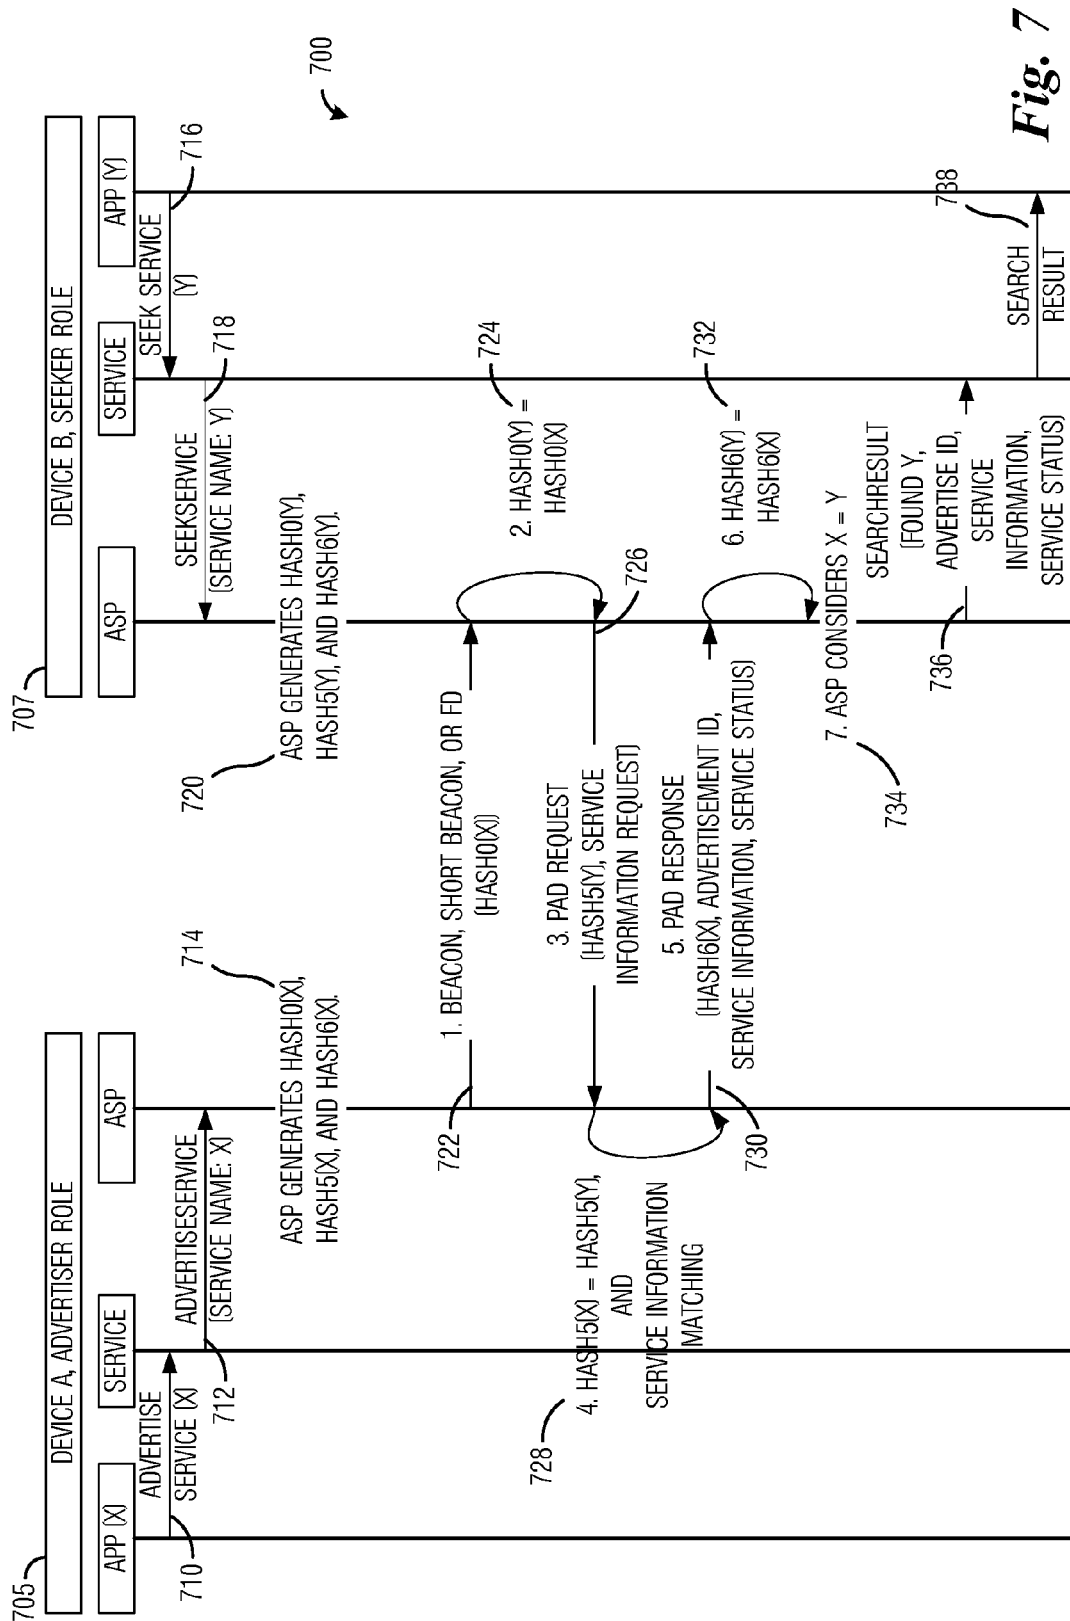 705
DEVICE A, ADVERTISER ROLE
707
DEVICE B, SEEKER ROLE
APP (X)
SERVICE
ASP
ASP
SERVICE
APP (Y)
710
ADVERTISE
SERVICE (X)
712
ADVERTISESERVICE
(SERVICE NAME: X)
714
ASP GENERATES HASH0(X),
HASH5(X), AND HASH6(X).
SEEK SERVICE
(Y)
716
SEEKSERVICE
(SERVICE NAME: Y)
718
720
ASP GENERATES HASH0(Y),
HASH5(Y), AND HASH6(Y).
700
722
1. BEACON, SHORT BEACON, OR FD
(HASH0(X))
724
2. HASH0(Y) =
HASH0(X)
3. PAD REQUEST
(HASH5(Y), SERVICE
INFORMATION REQUEST)
726
728
4. HASH5(X) = HASH5(Y),
AND
SERVICE INFORMATION
MATCHING
730
5. PAD RESPONSE
(HASH6(X), ADVERTISEMENT ID,
SERVICE INFORMATION, SERVICE STATUS)
732
6. HASH6(Y) =
HASH6(X)
734
7. ASP CONSIDERS X = Y
736
SEARCHRESULT
(FOUND Y,
ADVERTISE ID,
SERVICE
INFORMATION,
SERVICE STATUS)
738
SEARCH
RESULT
Fig. 7